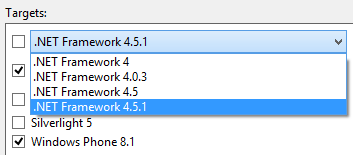 Targets:
.NET Framework 4.5.1
.NET Framework 4
.NET Framework 4.0.3
.NET Framework 4.5
.NET Framework 4.5.1
Silverlight 5
Windows Phone 8.1